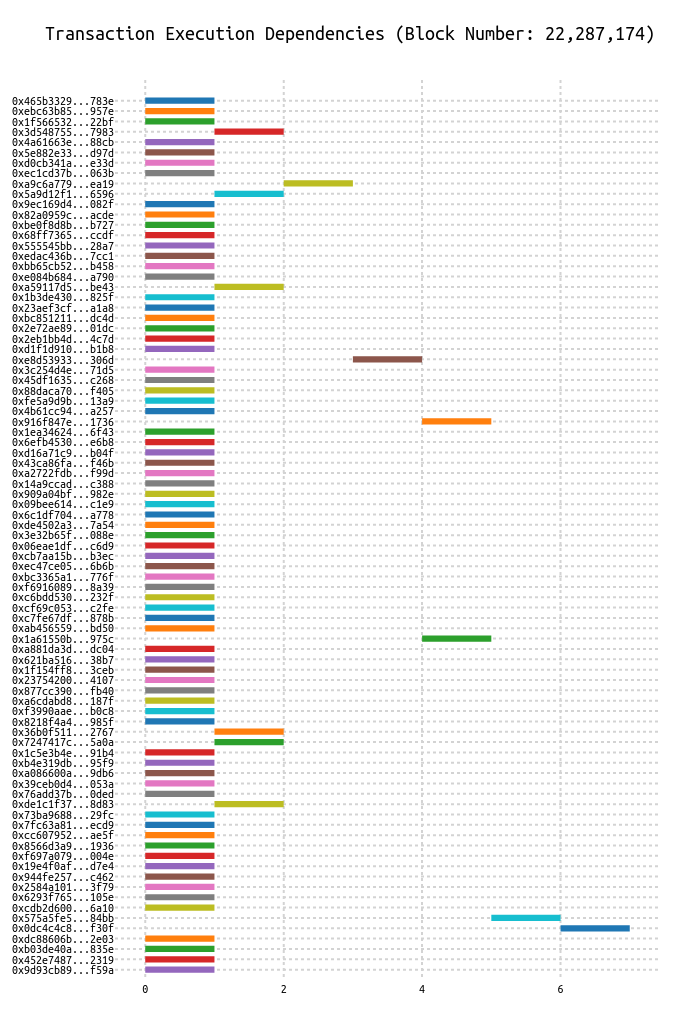 Transaction Execution Dependencies (Block Number: 22,287,174)
0x465b3329...783e
0xebc63b85...957e
0x1f566532...22bf
0x3d548755...7983
0x4a61663e...88cb
0x5e882e33...d97d
0xd0cb341a...e33d
0xec1cd37b...063b
0xa9c6a779...ea19
0x5a9d12f1...6596
0x9ec169d4...082f
0x82a0959c...acde
0xbe0f8d8b...b727
0x68ff7365...ccdf
0x555545bb...28a7
0xedac436b...7cc1
0xbb65cb52...b458
0xe084b684...a790
0xa59117d5...be43
0x1b3de430...825f
0x23aef3cf...a1a8
0xbc851211...dc4d
0x2e72ae89...01dc
0x2eb1bb4d...4c7d
0xd1f1d910...b1b8
0xe8d53933...306d
0x3c254d4e...71d5
0x45df1635...c268
0x88daca70...f405
0xfe5a9d9b...13a9
0x4b61cc94...a257
0x916f847e...1736
0x1ea34624...6f43
0x6efb4530...e6b8
0xd16a71c9...b04f
0x43ca86fa...f46b
0xa2722fdb...f99d
0x14a9ccad...c388
0x909a04bf...982e
0x09bee614...c1e9
0x6c1df704...a778
0xde4502a3...7a54
0x3e32b65f...088e
0x06eae1df...c6d9
0xcb7aa15b...b3ec
0xec47ce05...6b6b
0xbc3365a1...776f
0xf6916089...8a39
0xc6bdd530...232f
0xcf69c053...c2fe
0xc7fe67df...878b
0xab456559...bd50
0x1a61550b...975c
0xa881da3d...dc04
0x621ba516...38b7
0x1f154ff8...3ceb
0x23754200...4107
0x877cc390...fb40
0xa6cdabd8...187f
0xf3990aae...b0c8
0x8218f4a4...985f
0x36b0f511...2767
0x7247417c...5a0a
0x1c5e3b4e...91b4
0xb4e319db...95f9
0xa086600a...9db6
0x39ceb0d4...053a
0x76add37b...0ded
0xde1c1f37...8d83
0x73ba9688...29fc
0x7fc63a81...ecd9
0xcc607952...ae5f
0x8566d3a9...1936
0xf697a079...004e
0x19e4f0af...d7e4
0x944fe257...c462
0x2584a101...3f79
0x6293f765...105e
0xcdb2d600...6a10
0x575a5fe5...84bb
0x0dc4c4c8...f30f
0xdc88606b...2e03
0xb03de40a...835e
0x452e7487...2319
0x9d93cb89...f59a
0 2 4 6